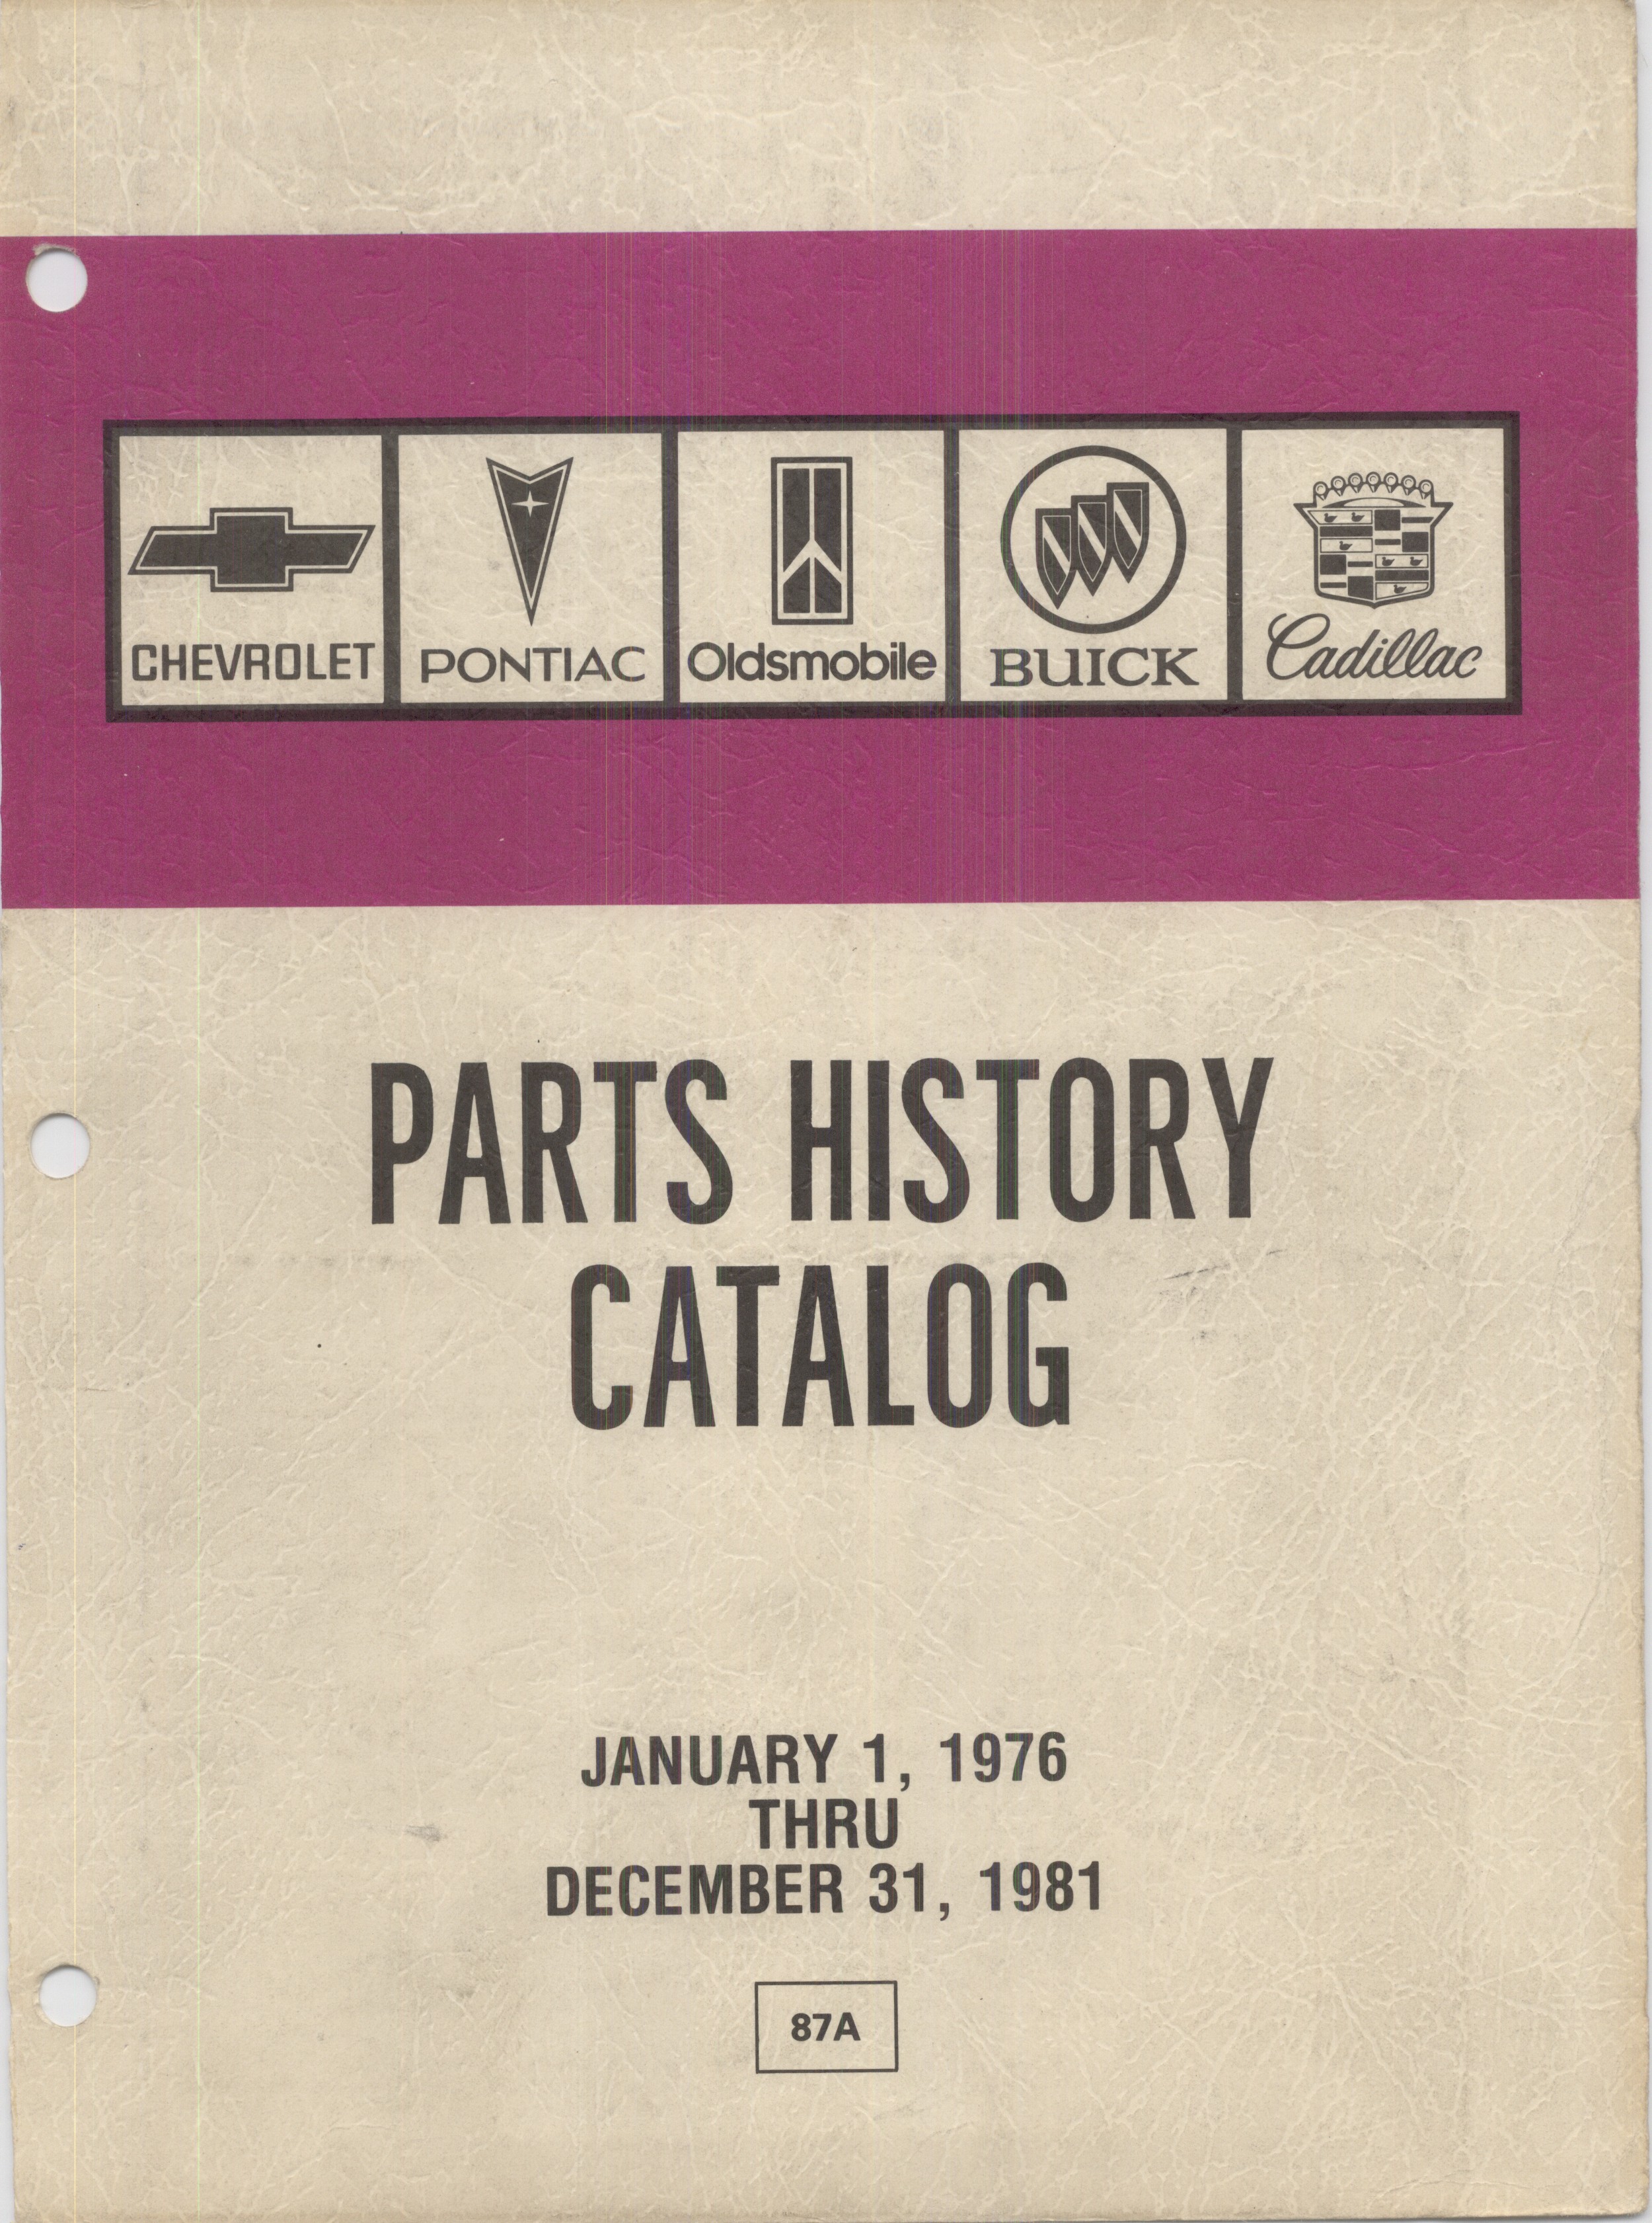 CHEVROLET PONTIAC Oldsmobile BUICK Cadillac
PARTS HISTORY
CATALOG
JANUARY 1, 1976
THRU
DECEMBER 31, 1981
87A